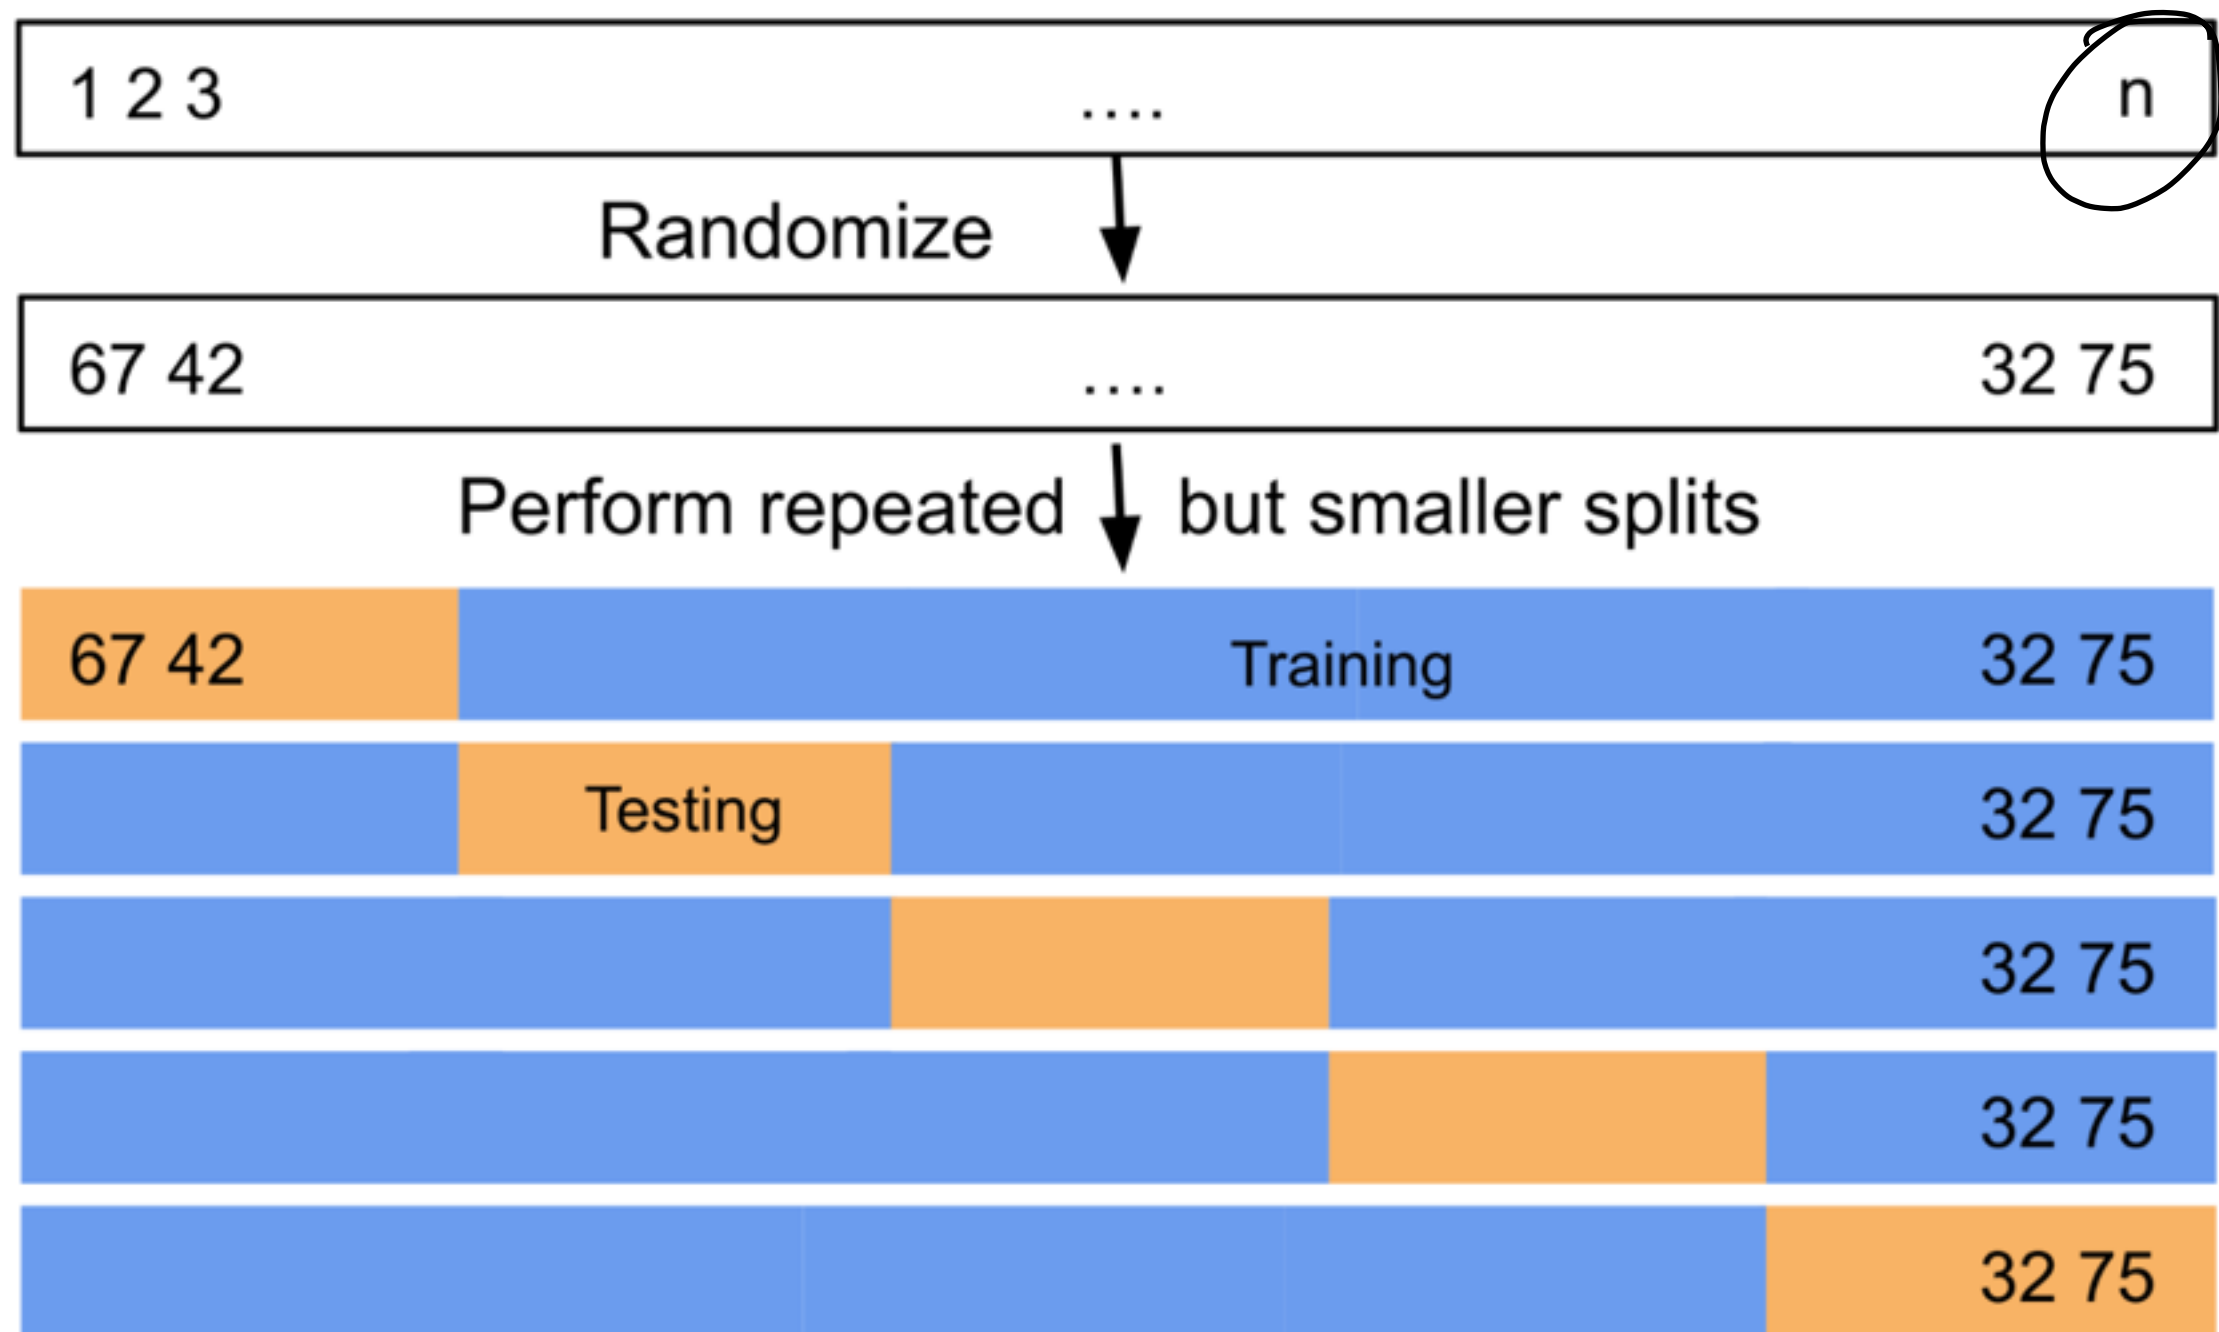 1 2 3 .... n
Randomize
67 42 .... 32 75
Perform repeated but smaller splits
67 42 Training 32 75
Testing 32 75
32 75
32 75
32 75